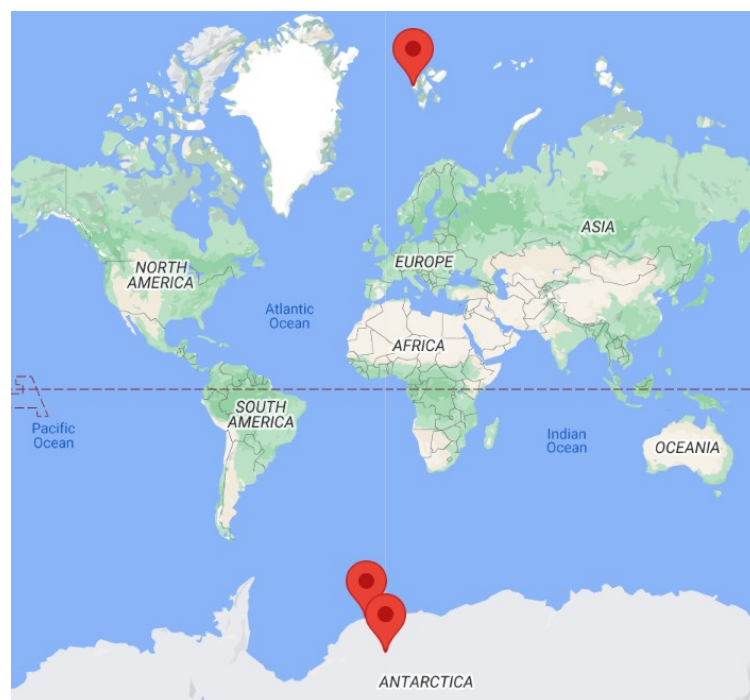 ASIA
EUROPE
NORTH
AMERICA
Atlantic
Ocean
AFRICA
SOUTH
AMERICA
Pacific
Ocean
Indian
Ocean
OCEANIA
ANTARCTICA